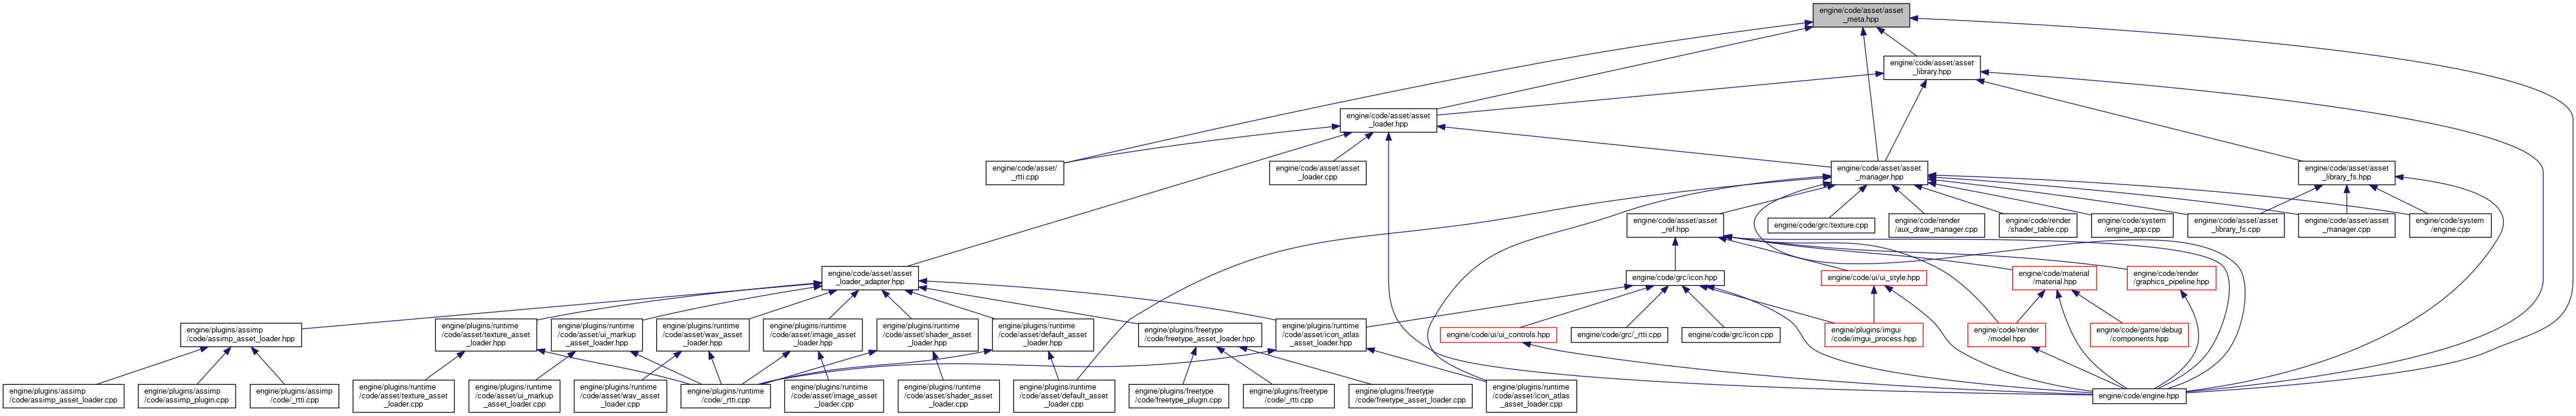 engine/code/asset/asset
_meta.hpp
engine/code/asset/asset
_library.hpp
engine/code/asset/asset
_loader.hpp
engine/code/asset/
_rtti.cpp
engine/code/asset/asset
_loader.cpp
engine/code/asset/asset
_manager.hpp
engine/code/asset/asset
_library_fs.hpp
engine/code/asset/asset
_ref.hpp
engine/code/grc/texture.cpp
engine/code/render
/aux_draw_manager.cpp
engine/code/render
/shader_table.cpp
engine/code/system
/engine_app.cpp
engine/code/asset/asset
_library_fs.cpp
engine/code/asset/asset
_manager.cpp
engine/code/system
/engine.cpp
engine/code/asset/asset
_loader_adapter.hpp
engine/code/grc/icon.hpp
engine/code/ui/ui_style.hpp
engine/code/material
/material.hpp
engine/code/render
/graphics_pipeline.hpp
engine/plugins/assimp
/code/assimp_asset_loader.hpp
engine/plugins/runtime
/code/asset/texture_asset
_loader.hpp
engine/plugins/runtime
/code/asset/ui_markup
_asset_loader.hpp
engine/plugins/runtime
/code/asset/wav_asset
_loader.hpp
engine/plugins/runtime
/code/asset/image_asset
_loader.hpp
engine/plugins/runtime
/code/asset/shader_asset
_loader.hpp
engine/plugins/runtime
/code/asset/default_asset
_loader.hpp
engine/plugins/freetype
/code/freetype_asset_loader.hpp
engine/plugins/runtime
/code/asset/icon_atlas
_asset_loader.hpp
engine/code/ui/ui_controls.hpp
engine/code/grc/_rtti.cpp
engine/code/grc/icon.cpp
engine/plugins/imgui
/code/imgui_process.hpp
engine/code/render
/model.hpp
engine/code/game/debug
/components.hpp
engine/plugins/assimp
/code/assimp_asset_loader.cpp
engine/plugins/assimp
/code/assimp_plugin.cpp
engine/plugins/assimp
/code/_rtti.cpp
engine/plugins/runtime
/code/asset/texture_asset
_loader.cpp
engine/plugins/runtime
/code/asset/ui_markup
_asset_loader.cpp
engine/plugins/runtime
/code/asset/wav_asset
_loader.cpp
engine/plugins/runtime
/code/_rtti.cpp
engine/plugins/runtime
/code/asset/image_asset
_loader.cpp
engine/plugins/runtime
/code/asset/shader_asset
_loader.cpp
engine/plugins/runtime
/code/asset/default_asset
_loader.cpp
engine/plugins/freetype
/code/freetype_plugin.cpp
engine/plugins/freetype
/code/_rtti.cpp
engine/plugins/freetype
/code/freetype_asset_loader.cpp
engine/plugins/runtime
/code/asset/icon_atlas
_asset_loader.cpp
engine/code/engine.hpp